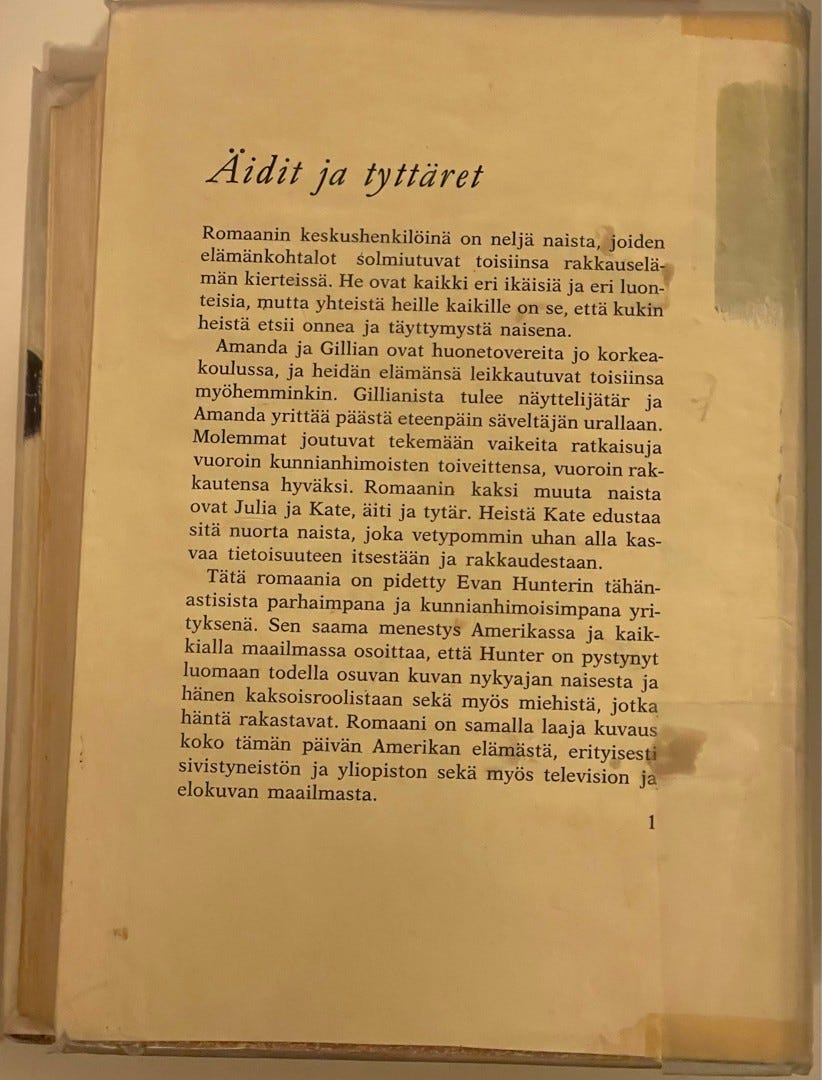 Äidit ja tyttäret
Romaanin keskushenkilöinä on neljä naista, joiden
elämänkohtalot solmiutuvat toisiinsa rakkauselä-
män kierteissä. He ovat kaikki eri ikäisiä ja eri luon-
teisia, mutta yhteistä heille kaikille on se, että kukin
heistä etsii onnea ja täyttymystä naisena.
Amanda ja Gillian ovat huonetovereita jo korkea-
koulussa, ja heidän elämänsä leikkautuvat toisiinsa
myöhemminkin. Gillianista tulee näyttelijätär ja
Amanda yrittää päästä eteenpäin säveltäjän urallaan.
Molemmat joutuvat tekemään vaikeita ratkaisuja
vuoroin kunnianhimoisten toiveittensa, vuoroin rak-
kautensa hyväksi. Romaanin kaksi muuta naista
ovat Julia ja Kate, äiti ja tytär. Heistä Kate edustaa
sitä nuorta naista, joka vetypommin uhan alla kas-
vaa tietoisuuteen itsestään ja rakkaudestaan.
Tätä romaania on pidetty Evan Hunterin tähän-
astisista parhaimpana ja kunnianhimoisimpana yri-
tyksenä. Sen saama menestys Amerikassa ja kaik-
kialla maailmassa osoittaa, että Hunter on pystynyt
luomaan todella osuvan kuvan nykyajan naisesta ja
hänen kaksoisroolistaan sekä myös miehistä, jotka
häntä rakastavat. Romaani on samalla laaja kuvaus
koko tämän päivän Amerikan elämästä, erityisesti
sivistyneistön ja yliopiston sekä myös television ja
elokuvan maailmasta.
1